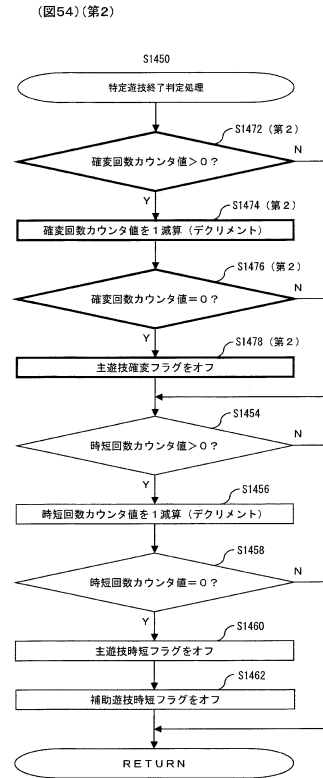 （図５４）（第２）
S1450
特定遊技終了判定処理
S1472（第２）
確変回数カウンタ値＞０？
N
Y
S1474（第２）
確変回数カウンタ値を１減算（デクリメント）
S1476（第２）
確変回数カウンタ値＝０？
N
Y
S1478（第２）
主遊技確変フラグをオフ
S1454
時短回数カウンタ値＞０？
N
Y
S1456
時短回数カウンタ値を１減算（デクリメント）
S1458
時短回数カウンタ値＝０？
N
Y
S1460
主遊技時短フラグをオフ
S1462
補助遊技時短フラグをオフ
ＲＥＴＵＲＮ